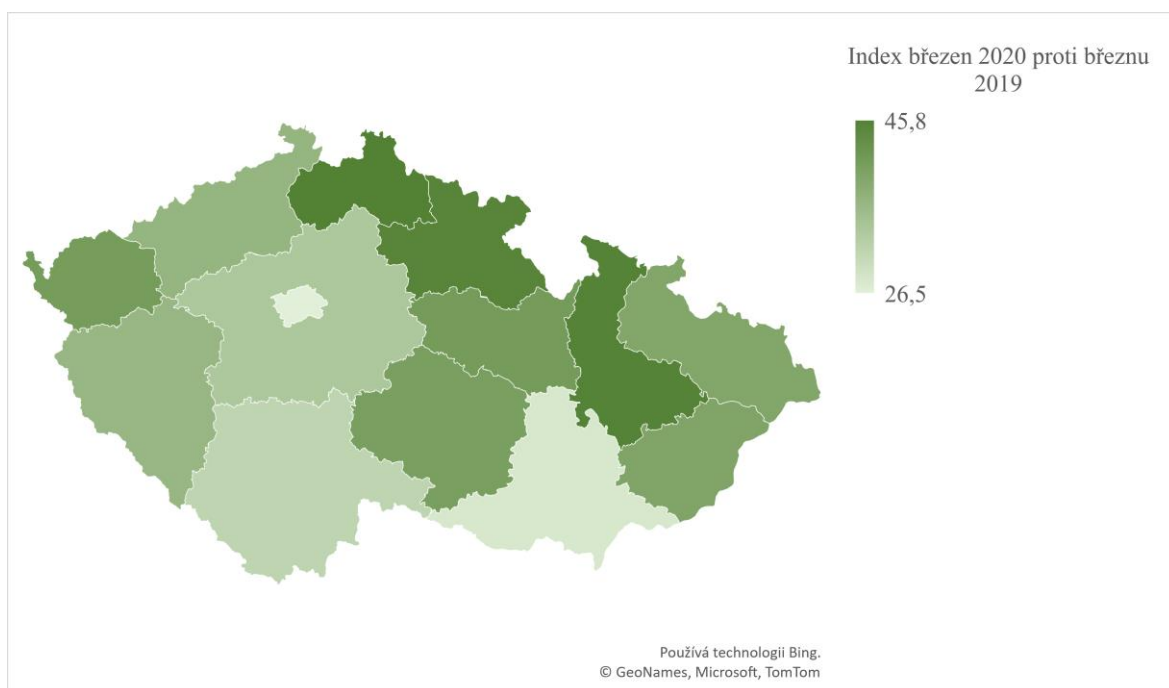 Index březen 2020 proti březnu
2019
45,8
26,5
Používá technologii Bing.
© GeoNames, Microsoft, TomTom